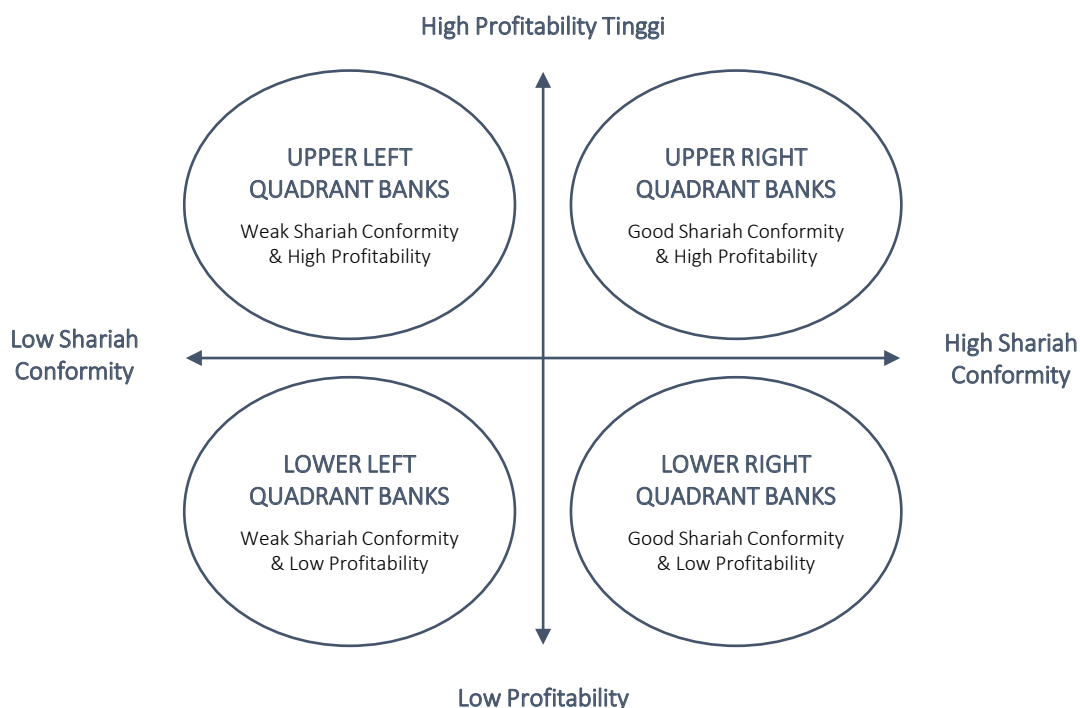 High Profitability Tinggi
UPPER LEFT
QUADRANT BANKS
Weak Shariah Conformity
& High Profitability
UPPER RIGHT
QUADRANT BANKS
Good Shariah Conformity
& High Profitability
Low Shariah
Conformity
High Shariah
Conformity
LOWER LEFT
QUADRANT BANKS
Weak Shariah Conformity
& Low Profitability
LOWER RIGHT
QUADRANT BANKS
Good Shariah Conformity
& Low Profitability
Low Profitability